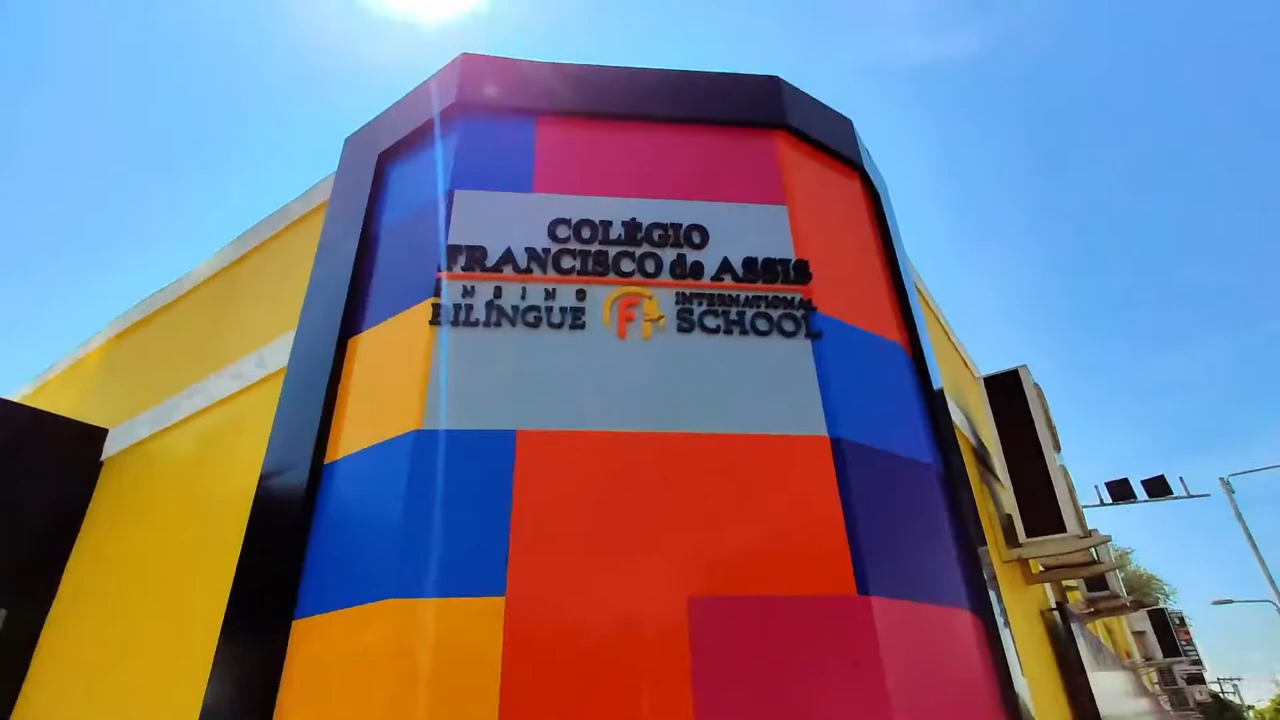 COLÉGIO
FRANCISCO de ASSIS
ENSINO
BILÍNGUE
F
INTERNATIONAL
SCHOOL